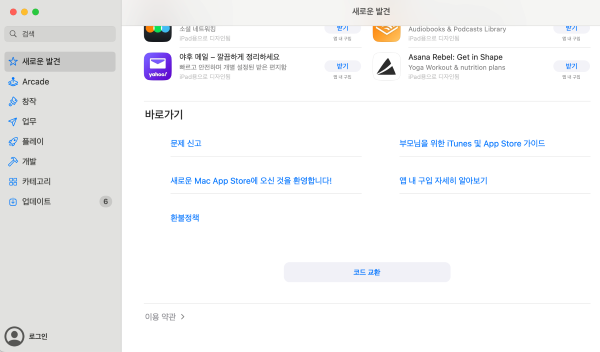 새로운 발견
검색
새로운 발견
Arcade
창작
업무
플레이
개발
카테고리
업데이트
6
로그인
소셜 네트워킹
iPad용으로 디자인됨
받기
앱 내 구입
Audiobooks & Podcasts Library
iPad용으로 디자인됨
받기
앱 내 구입
yahoo!
야후 메일 – 깔끔하게 정리하세요
빠르고 안전하며 개별 설정된 받은 편지함
iPad용으로 디자인됨
받기
앱 내 구입
Asana Rebel: Get in Shape
Yoga Workout & nutrition plans
iPad용으로 디자인됨
받기
앱 내 구입
바로가기
문제 신고
부모님을 위한 iTunes 및 App Store 가이드
새로운 Mac App Store에 오신 것을 환영합니다!
앱 내 구입 자세히 알아보기
환불정책
코드 교환
이용 약관